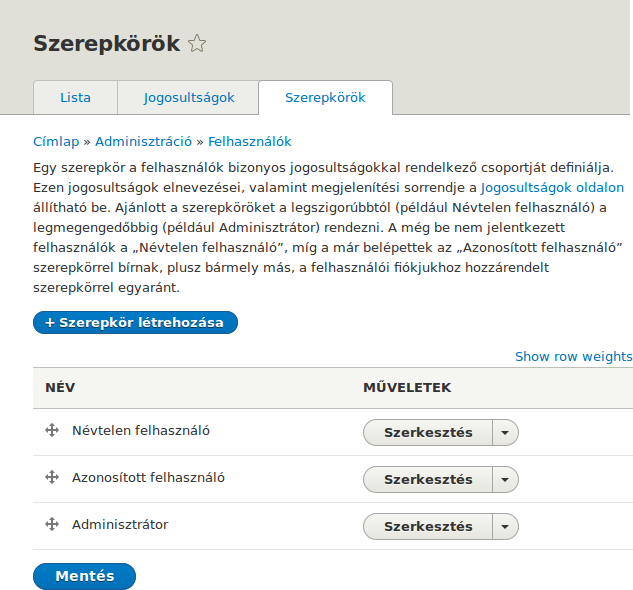 Szerepkörök
Lista Jogosultságok Szerepkörök
Címlap » Adminisztráció » Felhasználók
Egy szerepkör a felhasználók bizonyos jogosultságokkal rendelkező csoportját definiálja.
Ezen jogosultságok elnevezései, valamint megjelenítési sorrendje a Jogosultságok oldalon
állítható be. Ajánlott a szerepköröket a legszigorúbbtól (például Névtelen felhasználó) a
legmegengedőbbig (például Adminisztrátor) rendezni. A még be nem jelentkezett
felhasználók a „Névtelen felhasználó”, míg a már belépettek az „Azonosított felhasználó”
szerepkörrel bírnak, plusz bármely más, a felhasználói fiókjukhoz hozzárendelt
szerepkörrel egyaránt.
+ Szerepkör létrehozása
Show row weights
NÉV MŰVELETEK
Névtelen felhasználó Szerkesztés
Azonosított felhasználó Szerkesztés
Adminisztrátor Szerkesztés
Mentés